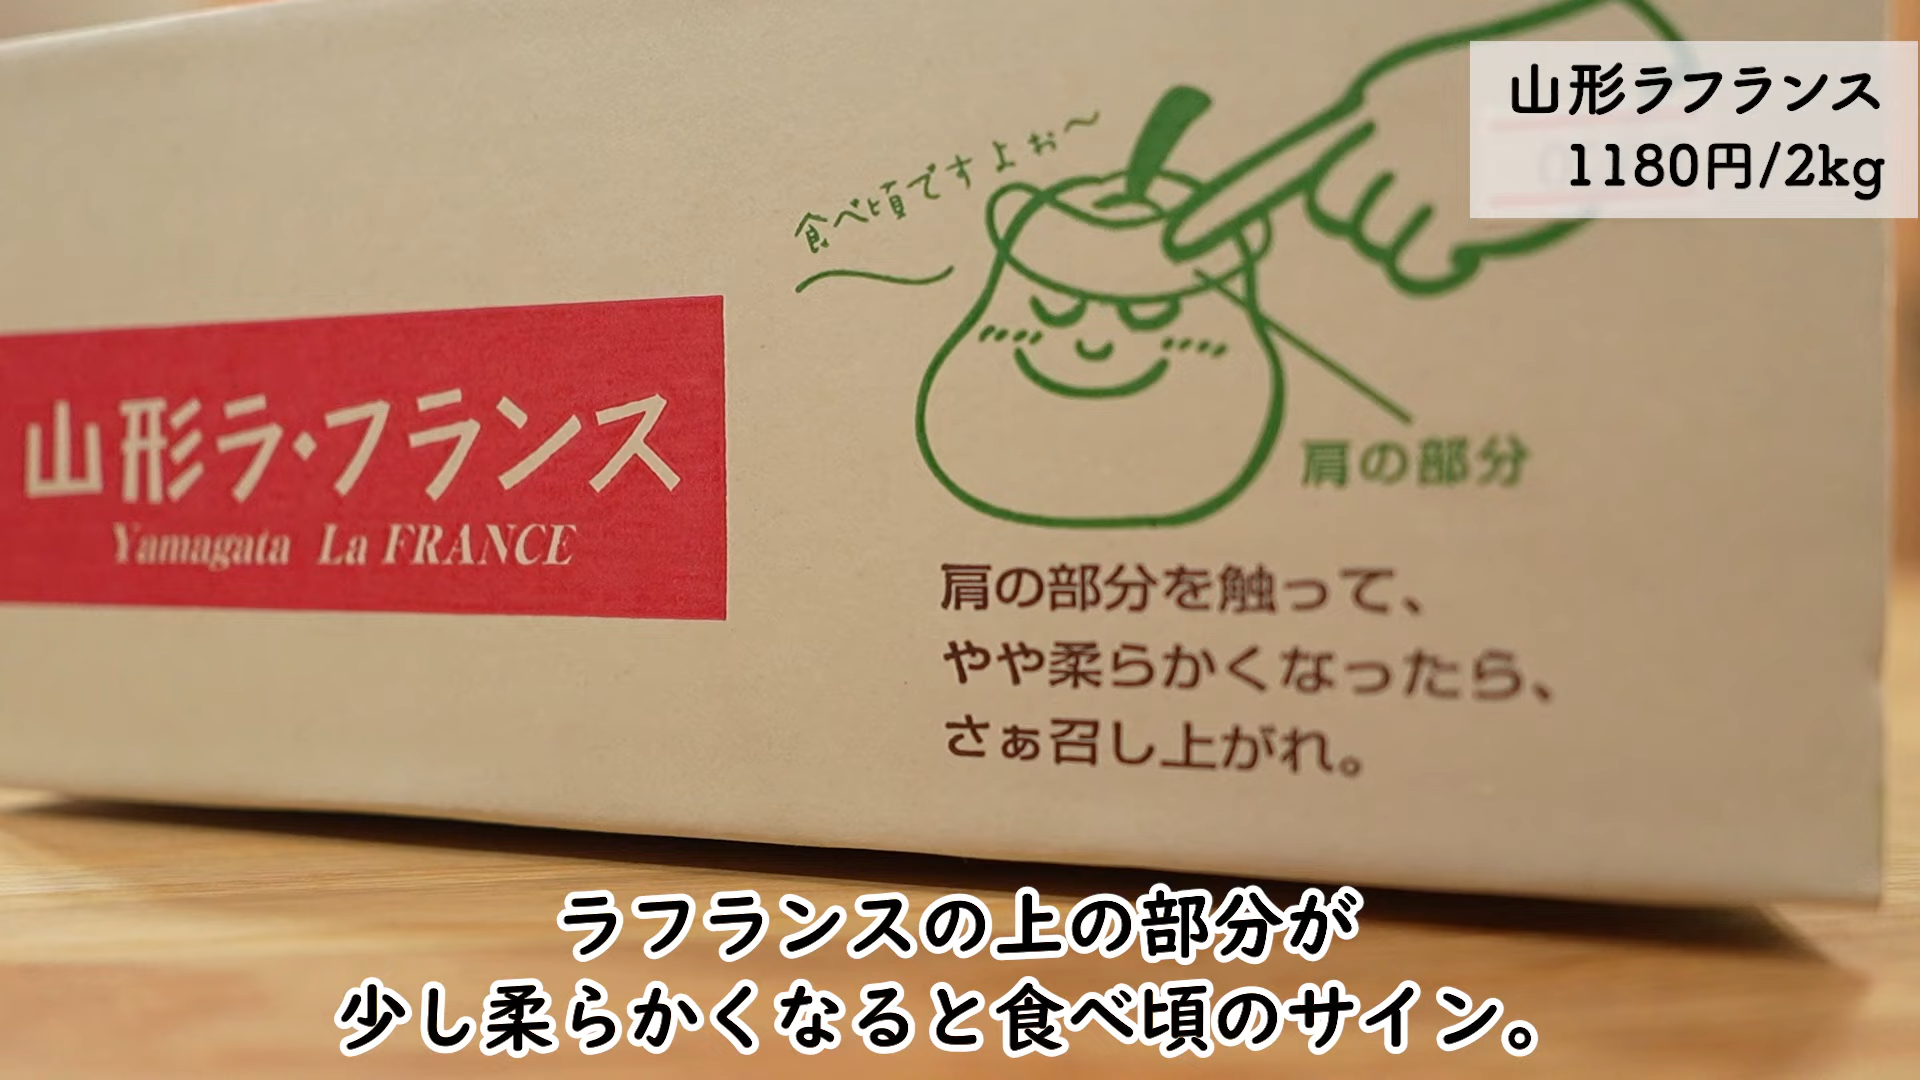 山形ラフランス
1180円/2kg
食べ頃ですよぉ～
山形ラ・フランス
Yamagata La FRANCE
肩の部分
肩の部分を触って、
やや柔らかくなったら、
さぁ召し上がれ。
ラフランスの上の部分が
少し柔らかくなると食べ頃のサイン。